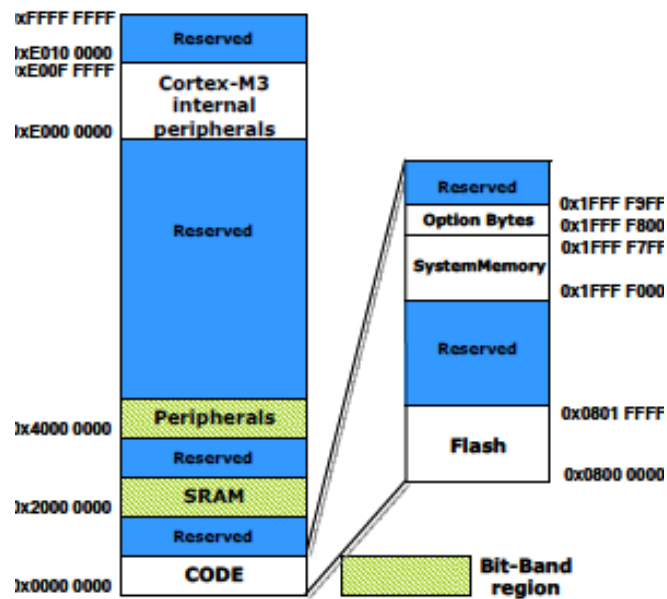 0xFFFF FFFF
Reserved
0xE010 0000
0xE00F FFFF
Cortex-M3
internal
peripherals
0xE000 0000
Reserved
Peripherals
0x4000 0000
Reserved
SRAM
0x2000 0000
Reserved
CODE
0x0000 0000
Reserved
0x1FFF F9FF
Option Bytes
0x1FFF F800
0x1FFF F7FF
SystemMemory
0x1FFF F000
Reserved
0x0801 FFFF
Flash
0x0800 0000
Bit-Band
region